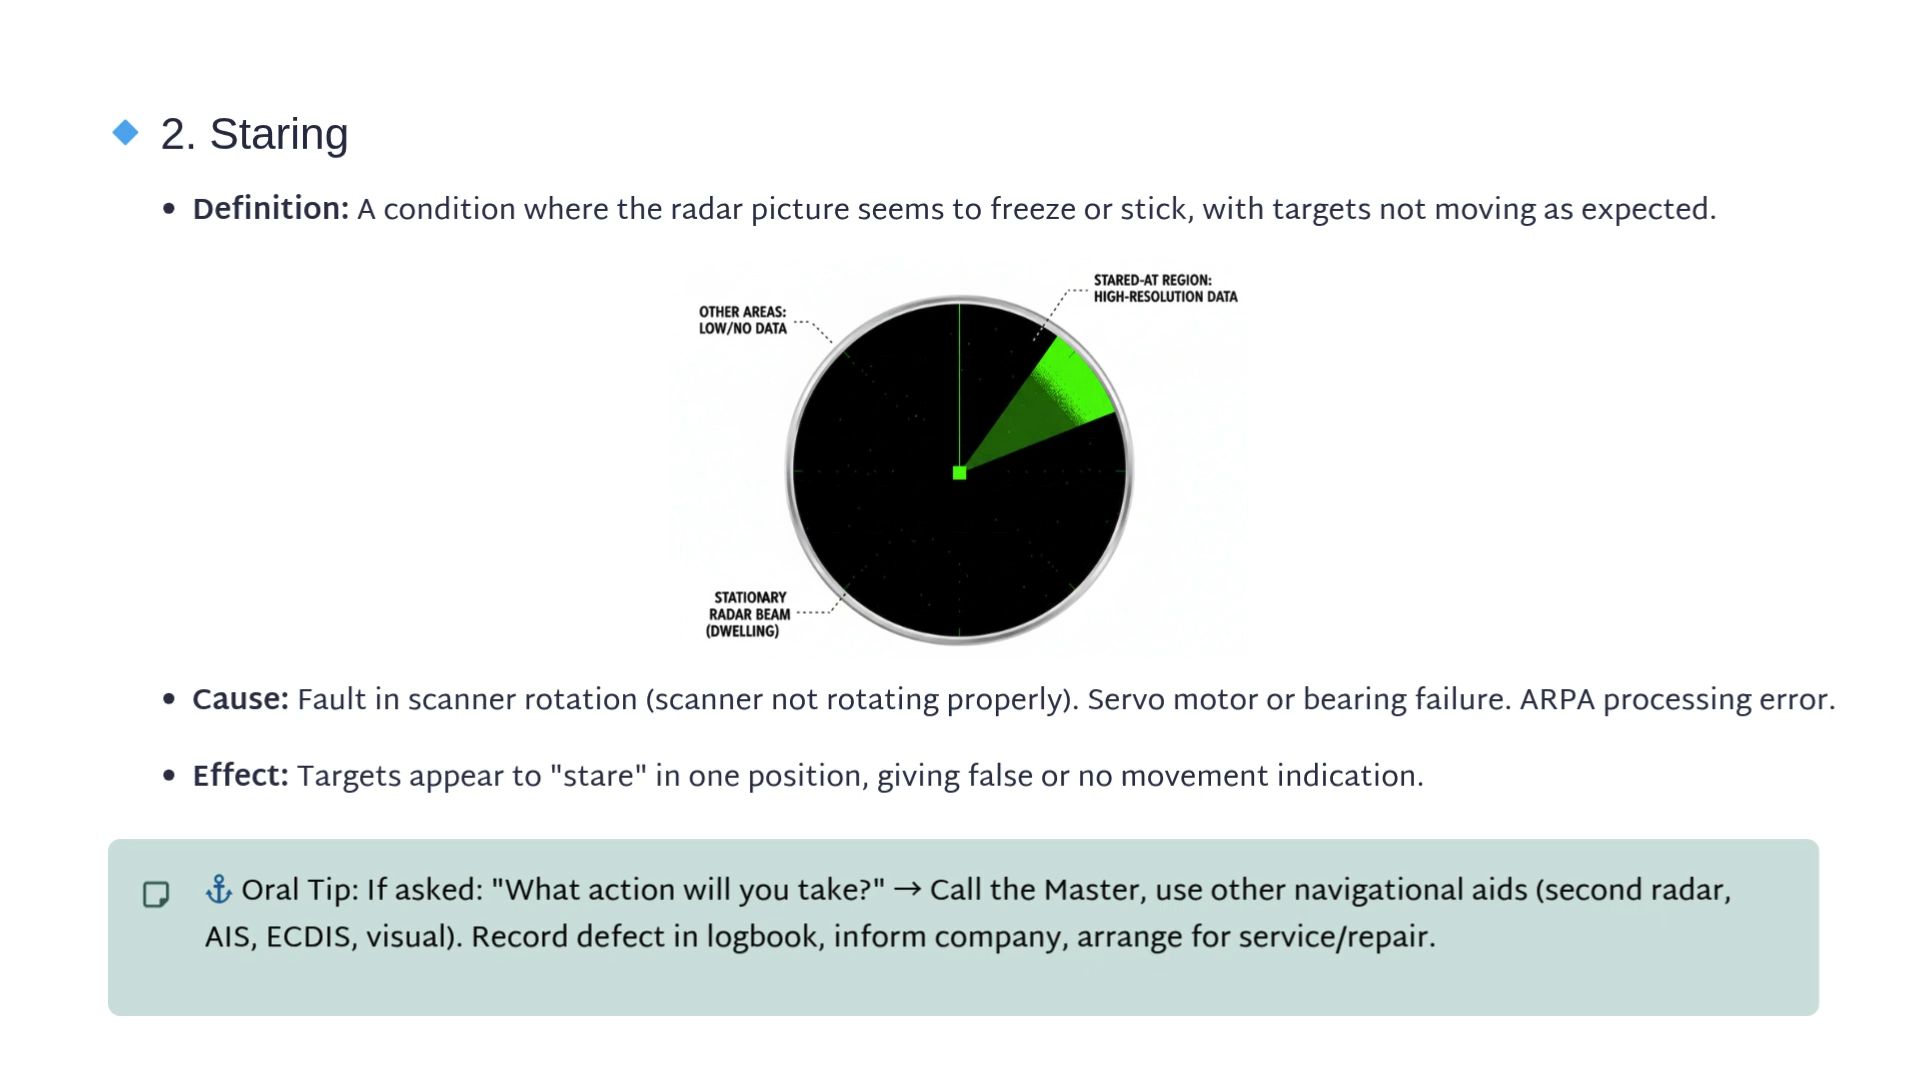 2. Staring
• Definition: A condition where the radar picture seems to freeze or stick, with targets not moving as expected.
STARED-AT REGION:
HIGH-RESOLUTION DATA
OTHER AREAS:
LOW/NO DATA
STATIONARY
RADAR BEAM
(DWELLING)
• Cause: Fault in scanner rotation (scanner not rotating properly). Servo motor or bearing failure. ARPA processing error.
• Effect: Targets appear to "stare" in one position, giving false or no movement indication.
⚓ Oral Tip: If asked: "What action will you take?" → Call the Master, use other navigational aids (second radar,
AIS, ECDIS, visual). Record defect in logbook, inform company, arrange for service/repair.